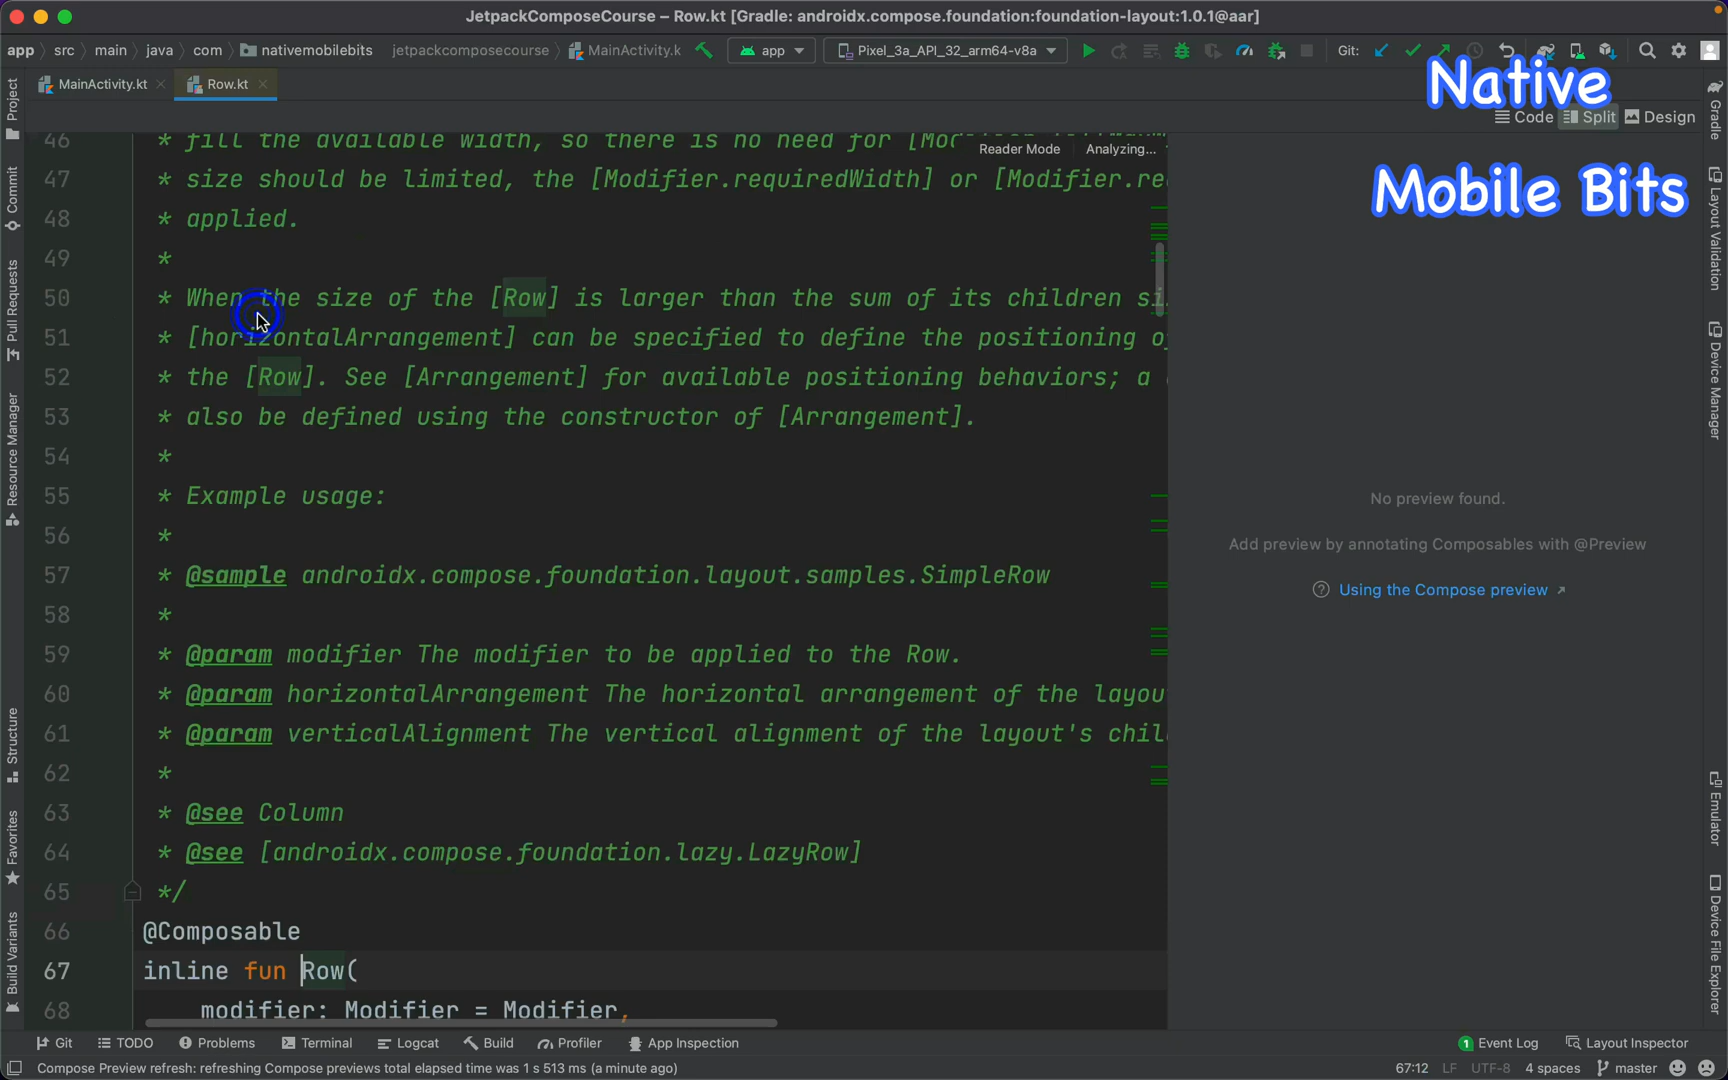 JetpackComposeCourse – Row.kt [Gradle: androidx.compose.foundation:foundation-layout:1.0.1@aar]
app src main java com nativemobilebits jetpackcomposecourse MainActivity.k app Pixel_3a_API_32_arm64-v8a Git:
MainActivity.kt Row.kt
Native
Mobile Bits
Code Split Design
Reader Mode Analyzing...
46 * fill the available width, so there is no need for [Mod
47 * size should be limited, the [Modifier.requiredWidth] or [Modifier.re
48 * applied.
49 *
50 * When the size of the [Row] is larger than the sum of its children si
51 * [horizontalArrangement] can be specified to define the positioning o
52 * the [Row]. See [Arrangement] for available positioning behaviors; a
53 * also be defined using the constructor of [Arrangement].
54 *
55 * Example usage:
56 *
57 * @sample androidx.compose.foundation.layout.samples.SimpleRow
58 *
59 * @param modifier The modifier to be applied to the Row.
60 * @param horizontalArrangement The horizontal arrangement of the layou
61 * @param verticalAlignment The vertical alignment of the layout's chil
62 *
63 * @see Column
64 * @see [androidx.compose.foundation.lazy.LazyRow]
65 */
66 @Composable
67 inline fun Row(
68 modifier: Modifier = Modifier,
No preview found.
Add preview by annotating Composables with @Preview
Using the Compose preview
Project
Commit
Pull Requests
Resource Manager
Structure
Favorites
Build Variants
Gradle
Layout Validation
Device Manager
Emulator
Device File Explorer
Git TODO Problems Terminal Logcat Build Profiler App Inspection 1 Event Log Layout Inspector
Compose Preview refresh: refreshing Compose previews total elapsed time was 1 s 513 ms (a minute ago) 67:12 LF UTF-8 4 spaces master